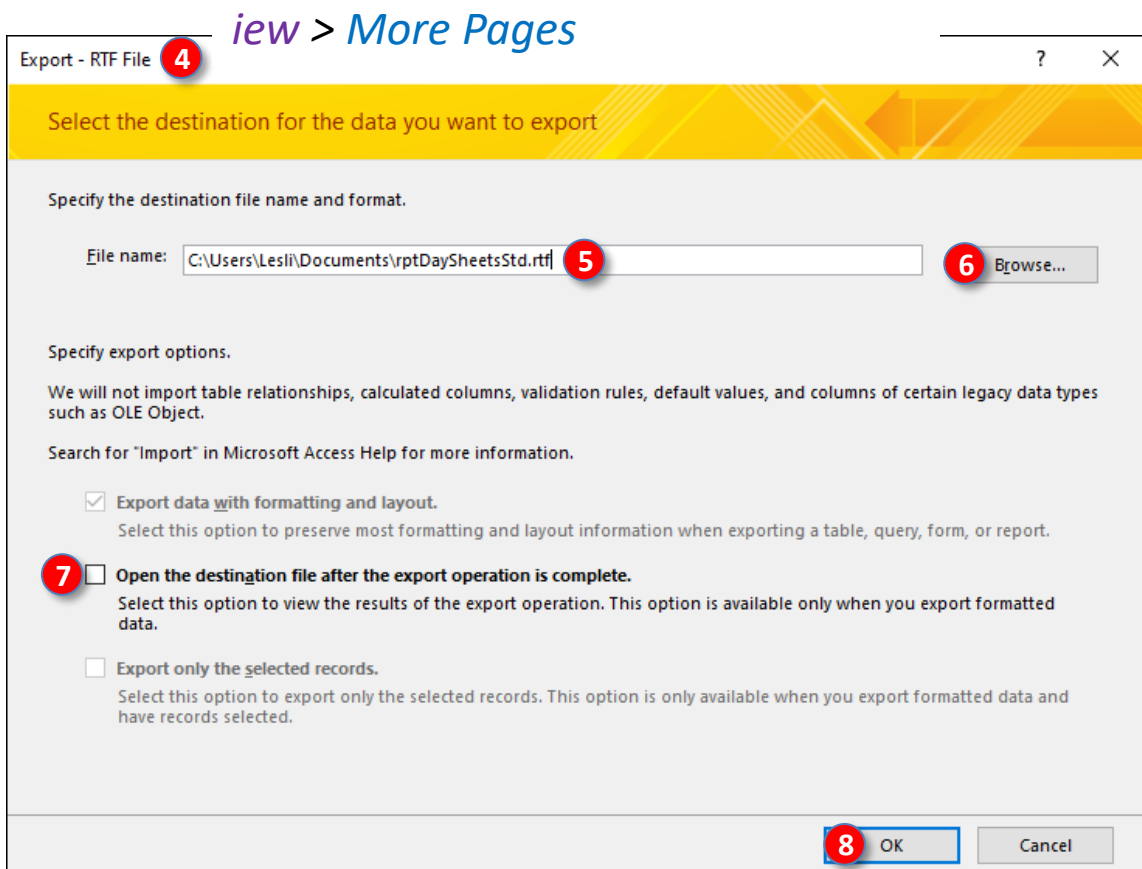 iew > More Pages
Export - RTF File 4 ?
Select the destination for the data you want to export
Specify the destination file name and format.
File name: C:\Users\Lesli\Documents\rptDaySheetsStd.rtf 5 6 Browse...
Specify export options.
We will not import table relationships, calculated columns, validation rules, default values, and columns of certain legacy data types
such as OLE Object.
Search for "Import" in Microsoft Access Help for more information.
Export data with formatting and layout.
Select this option to preserve most formatting and layout information when exporting a table, query, form, or report.
7 Open the destination file after the export operation is complete.
Select this option to view the results of the export operation. This option is available only when you export formatted
data.
Export only the selected records.
Select this option to export only the selected records. This option is only available when you export formatted data and
have records selected.
8 OK Cancel